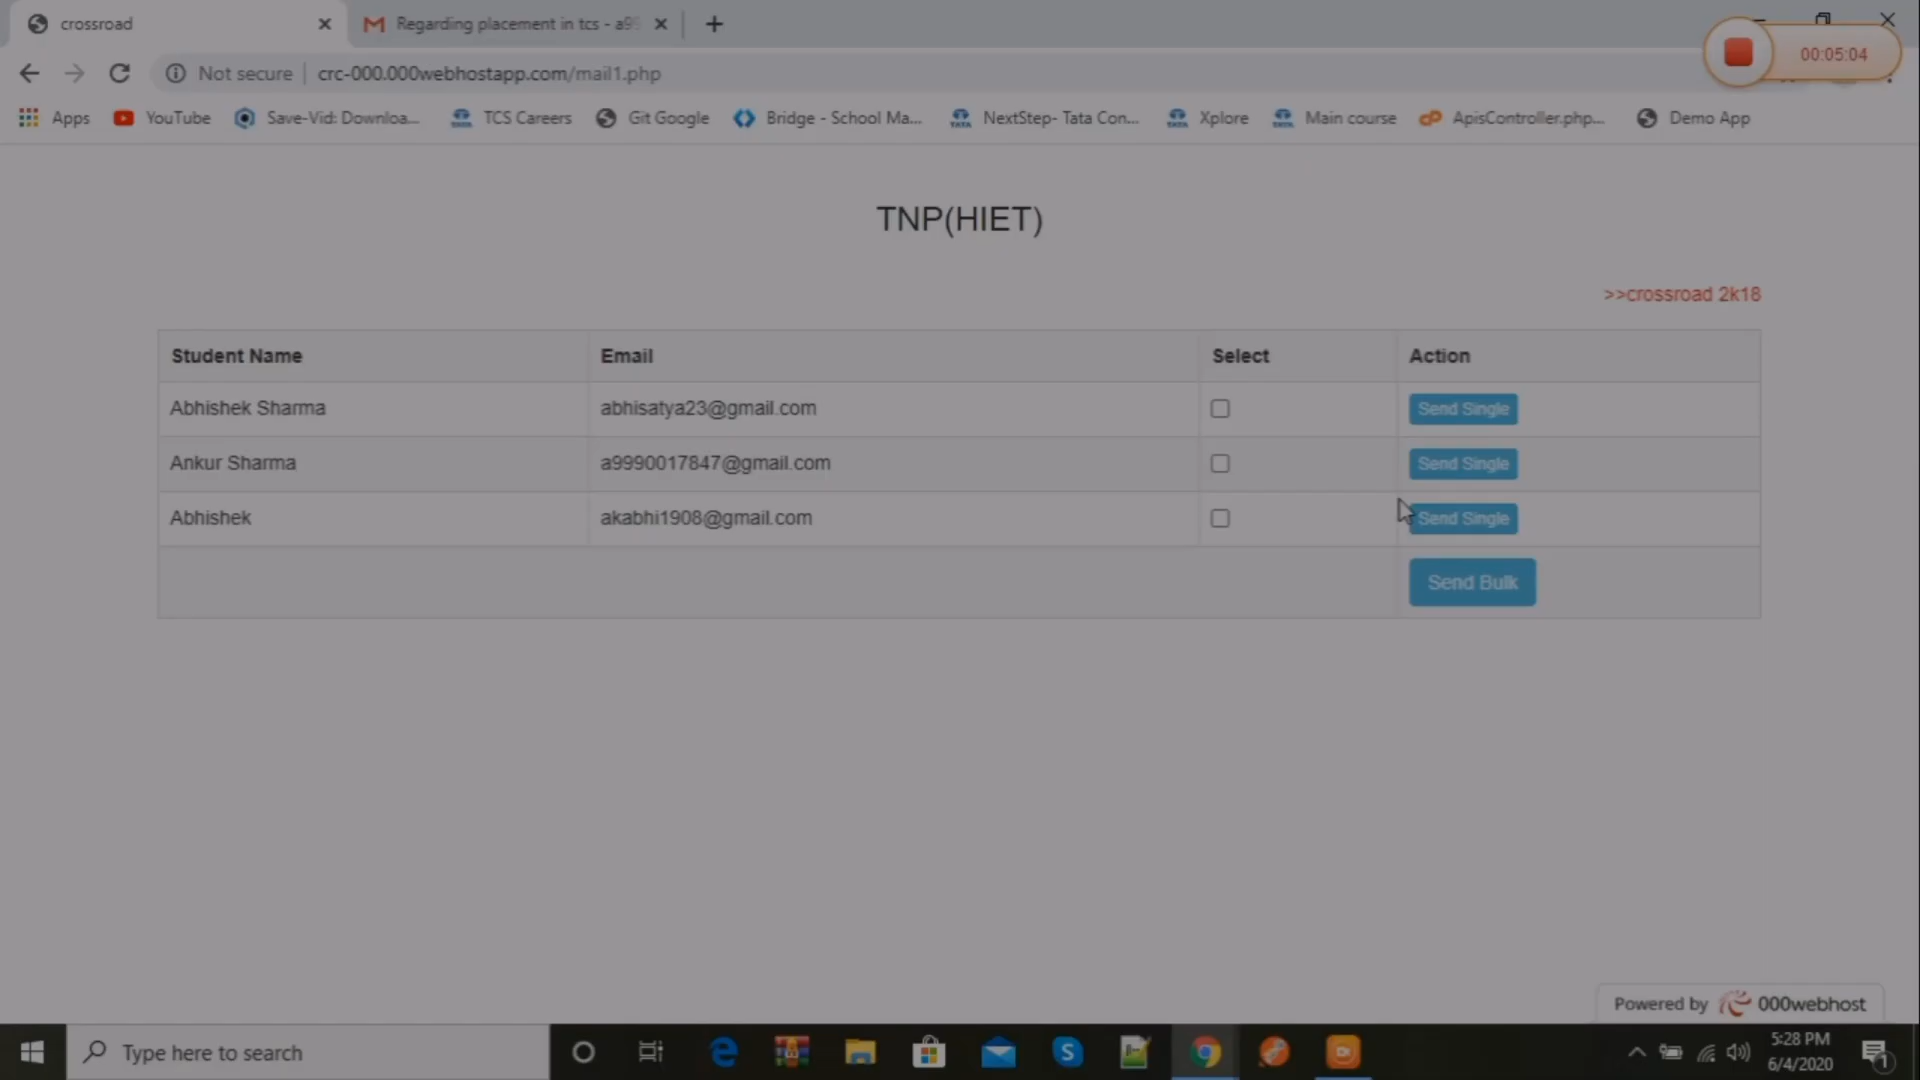 crossroad
Regarding placement in tcs - a99
00:05:04
Not secure
crc-000.000webhostapp.com/mail1.php
Apps
YouTube
Save-Vid: Downloa...
TCS Careers
Git Google
Bridge - School Ma...
NextStep- Tata Con...
Xplore
Main course
ApisController.php...
Demo App
TNP(HIET)
>>crossroad 2k18
Student Name Email Select Action
Abhishek Sharma abhisatya23@gmail.com Send Single
Ankur Sharma a9990017847@gmail.com Send Single
Abhishek akabhi1908@gmail.com Send Single
Send Bulk
Powered by 000webhost
Type here to search
5:28 PM
6/4/2020
1